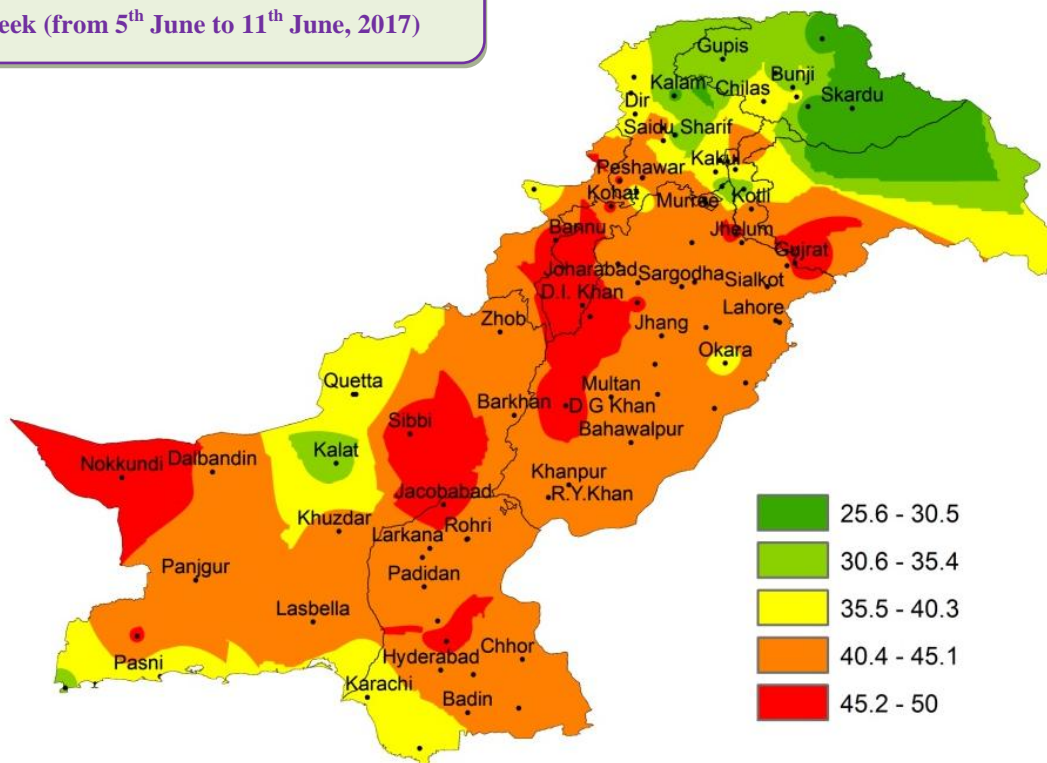 eek (from 5th June to 11th June, 2017)
Gupis
Bunji
Kalam
Chilas
Skardu
Dir
Saidu Sharif
Kakul
Peshawar
Kohat
Murree
Kotli
Bannu
Jhelum
Gujrat
Joharabad
Sargodha
Sialkot
D.I. Khan
Lahore
Zhob
Jhang
Okara
Quetta
Multan
Barkhan
D G Khan
Sibbi
Bahawalpur
Kalat
Nokkundi
Dalbandin
Khanpur
R.Y.Khan
Jacobabad
Khuzdar
Rohri
Larkana
Panjgur
Padidan
Lasbella
Chhor
Pasni
Hyderabad
Karachi
Badin
25.6 - 30.5
30.6 - 35.4
35.5 - 40.3
40.4 - 45.1
45.2 - 50